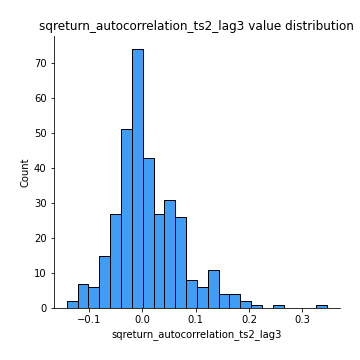 sqreturn_autocorrelation_ts2_lag3 value distribution
70
60
50
40
30
20
10
0
Count
−0.1 0.0 0.1 0.2 0.3
sqreturn_autocorrelation_ts2_lag3